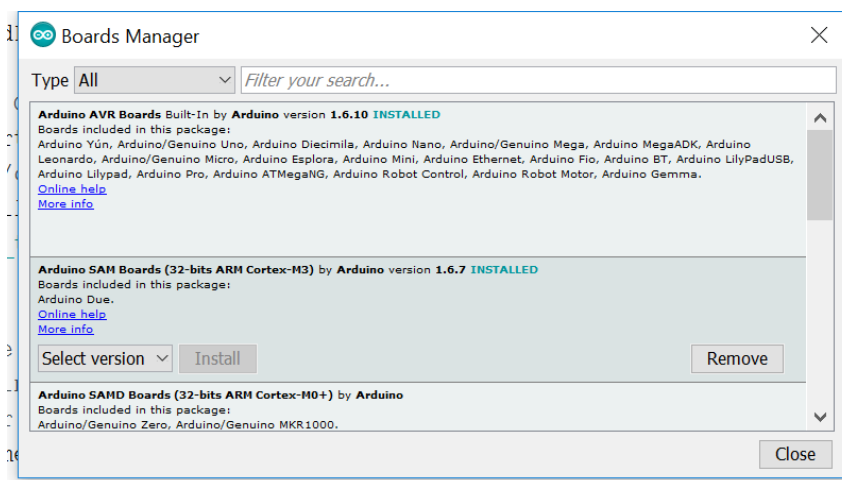 Boards Manager
Type All Filter your search...
Arduino AVR Boards Built-In by Arduino version 1.6.10 INSTALLED
Boards included in this package:
Arduino Yún, Arduino/Genuino Uno, Arduino Diecimila, Arduino Nano, Arduino/Genuino Mega, Arduino MegaADK, Arduino
Leonardo, Arduino/Genuino Micro, Arduino Esplora, Arduino Mini, Arduino Ethernet, Arduino Fio, Arduino BT, Arduino LilyPadUSB,
Arduino Lilypad, Arduino Pro, Arduino ATMegaNG, Arduino Robot Control, Arduino Robot Motor, Arduino Gemma.
Online help
More info
Arduino SAM Boards (32-bits ARM Cortex-M3) by Arduino version 1.6.7 INSTALLED
Boards included in this package:
Arduino Due.
Online help
More info
Select version Install Remove
Arduino SAMD Boards (32-bits ARM Cortex-M0+) by Arduino
Boards included in this package:
Arduino/Genuino Zero, Arduino/Genuino MKR1000.
Close